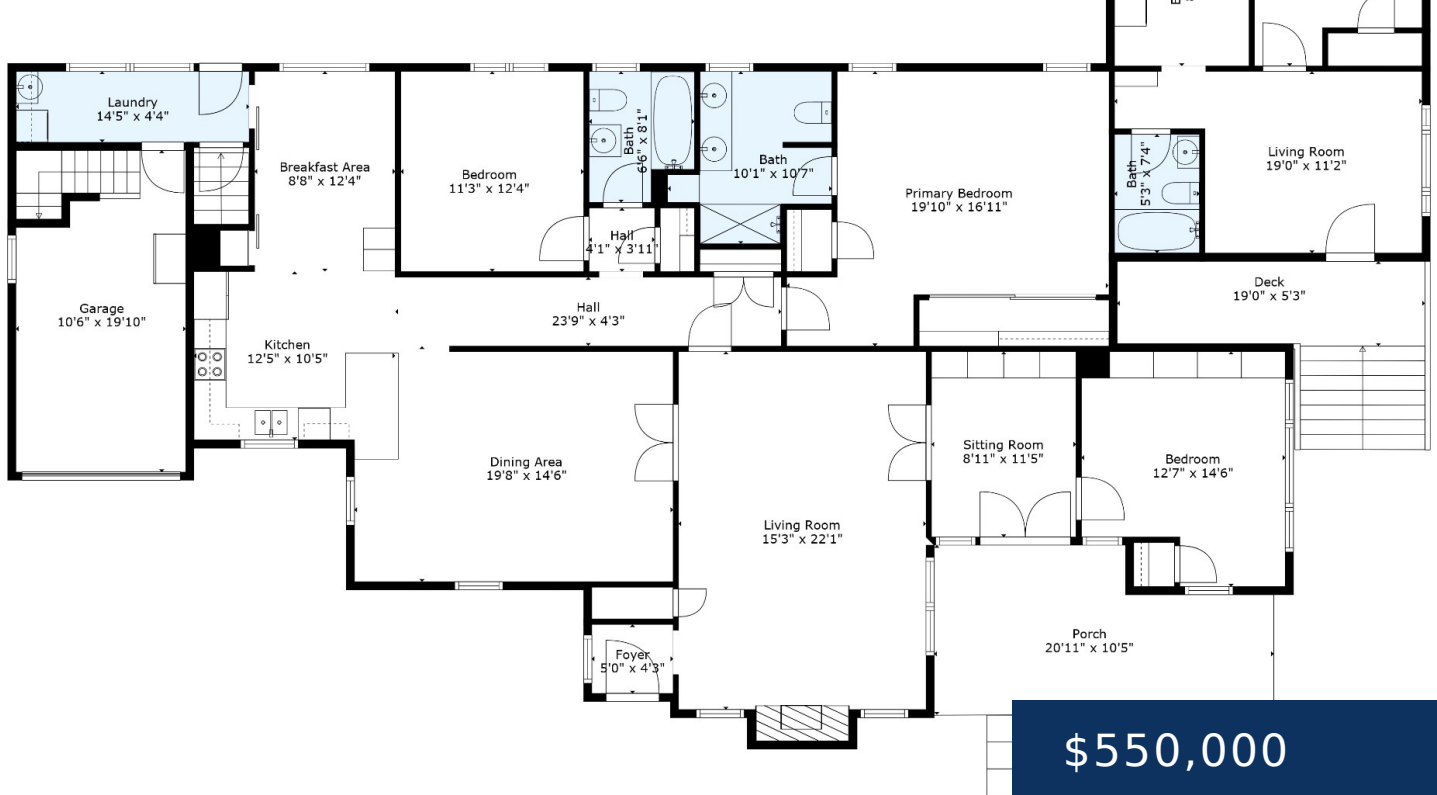 Laundry
14'5" x 4'4"
Breakfast Area
8'8" x 12'4"
Bedroom
11'3" x 12'4"
Bath
6'6" x 8'1"
Bath
10'1" x 10'7"
Primary Bedroom
19'10" x 16'11"
Bath
5'3" x 7'4"
Living Room
19'0" x 11'2"
Hall
4'1" x 3'11"
Garage
10'6" x 19'10"
Kitchen
12'5" x 10'5"
Hall
23'9" x 4'3"
Deck
19'0" x 5'3"
Dining Area
19'8" x 14'6"
Living Room
15'3" x 22'1"
Sitting Room
8'11" x 11'5"
Bedroom
12'7" x 14'6"
Foyer
5'0" x 4'3"
Porch
20'11" x 10'5"
$550,000